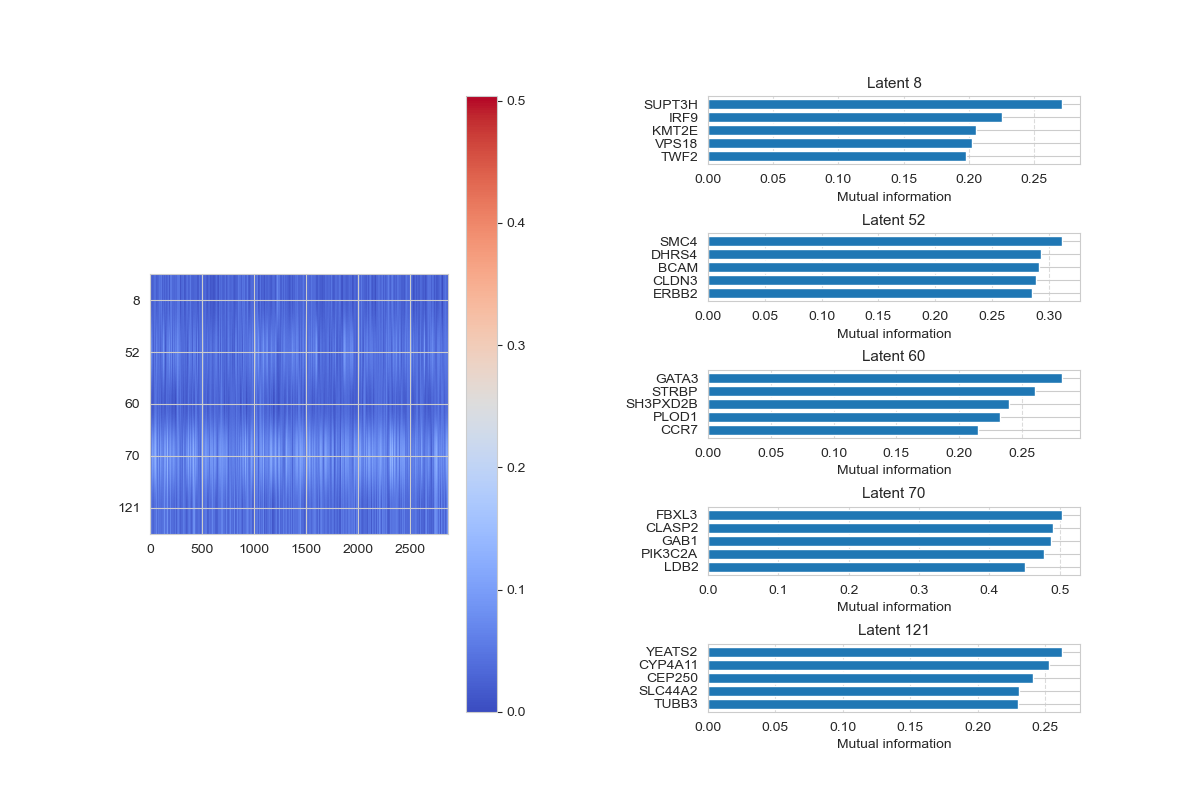 8
52
60
70
121
0 500 1000 1500 2000 2500
0.5
0.4
0.3
0.2
0.1
0.0
Latent 8
SUPT3H
IRF9
KMT2E
VPS18
TWF2
0.00 0.05 0.10 0.15 0.20 0.25
Mutual information
Latent 52
SMC4
DHRS4
BCAM
CLDN3
ERBB2
0.00 0.05 0.10 0.15 0.20 0.25 0.30
Mutual information
Latent 60
GATA3
STRBP
SH3PXD2B
PLOD1
CCR7
0.00 0.05 0.10 0.15 0.20 0.25
Mutual information
Latent 70
FBXL3
CLASP2
GAB1
PIK3C2A
LDB2
0.0 0.1 0.2 0.3 0.4 0.5
Mutual information
Latent 121
YEATS2
CYP4A11
CEP250
SLC44A2
TUBB3
0.00 0.05 0.10 0.15 0.20 0.25
Mutual information